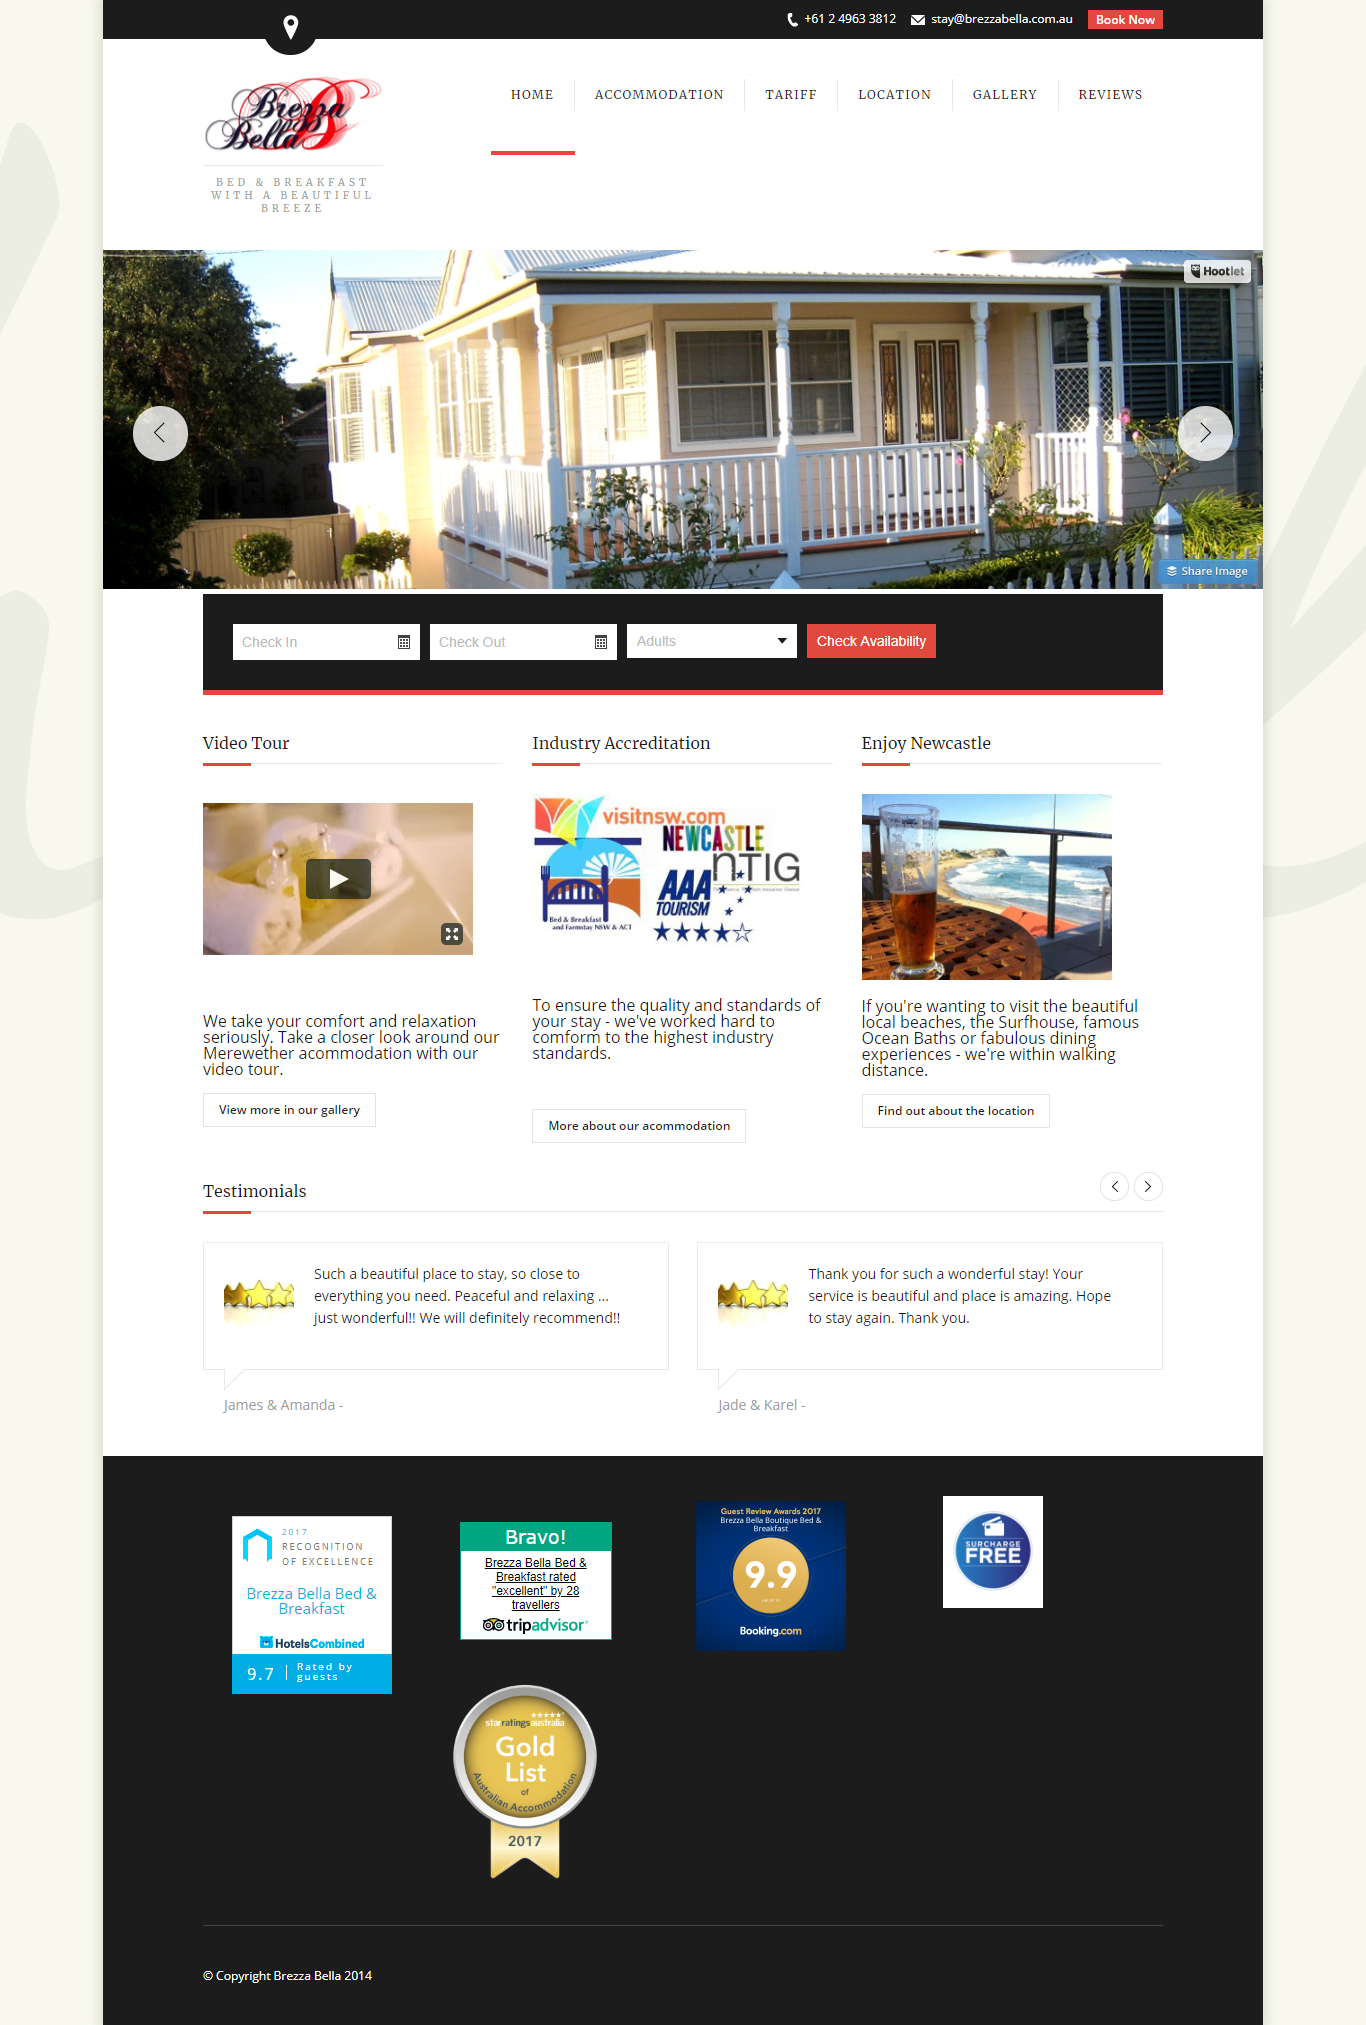 +61 2 4963 3812
stay@brezzabella.com.au
Book Now
Brezza
Bella
BED & BREAKFAST
WITH A BEAUTIFUL
BREEZE
HOME
ACCOMMODATION
TARIFF
LOCATION
GALLERY
REVIEWS
Hootlet
Share Image
Check In
Check Out
Adults
Check Availability
Video Tour
Industry Accreditation
Enjoy Newcastle
visitnsw.com
NEWCASTLE
NTIG
AAA
TOURISM
Bed & Breakfast
and Farmstay NSW & ACT
We take your comfort and relaxation
seriously. Take a closer look around our
Merewether acommodation with our
video tour.
View more in our gallery
To ensure the quality and standards of
your stay - we've worked hard to
comform to the highest industry
standards.
More about our acommodation
If you're wanting to visit the beautiful
local beaches, the Surfhouse, famous
Ocean Baths or fabulous dining
experiences - we're within walking
distance.
Find out about the location
Testimonials
Such a beautiful place to stay, so close to
everything you need. Peaceful and relaxing ...
just wonderful!! We will definitely recommend!!
James & Amanda -
Thank you for such a wonderful stay! Your
service is beautiful and place is amazing. Hope
to stay again. Thank you.
Jade & Karel -
2017
RECOGNITION
OF EXCELLENCE
Brezza Bella Bed &
Breakfast
HotelsCombined
9.7
Rated by
guests
Bravo!
Brezza Bella Bed &
Breakfast rated
"excellent" by 28
travellers
tripadvisor
Guest Review Awards 2017
Brezza Bella Boutique Bed &
Breakfast
9.9
Booking.com
SURCHARGE
FREE
starratingsaustralia
Gold
List
of
Australian Accommodation
2017
© Copyright Brezza Bella 2014